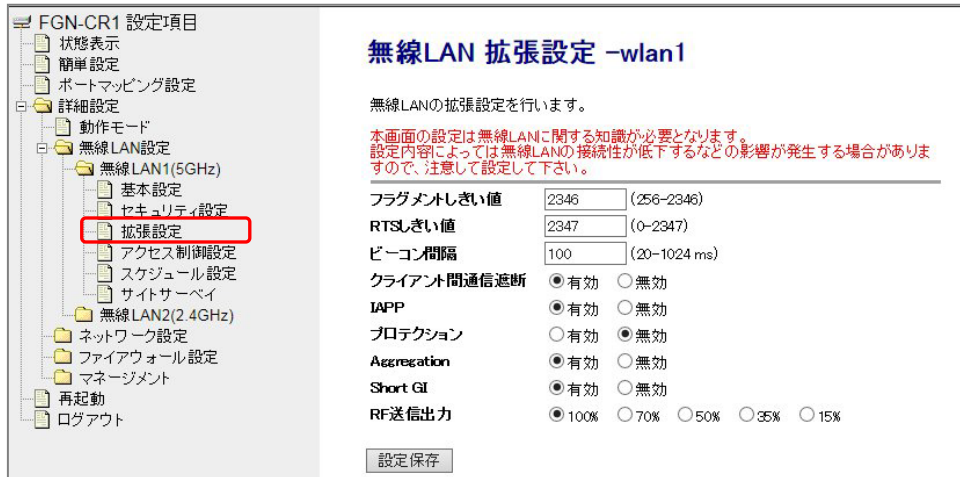 FGN-CR1 設定項目
状態表示
簡単設定
ポートマッピング設定
詳細設定
動作モード
無線LAN設定
無線LAN1(5GHz)
基本設定
セキュリティ設定
拡張設定
アクセス制御設定
スケジュール設定
サイトサーベイ
無線LAN2(2.4GHz)
ネットワーク設定
ファイアウォール設定
マネージメント
再起動
ログアウト
無線LAN 拡張設定 -wlan1
無線LANの拡張設定を行います。
本画面の設定は無線LANに関する知識が必要となります。
設定内容によっては無線LANの接続性が低下するなどの影響が発生する場合がありま
すので、注意して設定して下さい。
フラグメントしきい値 2346 (256-2346)
RTSしきい値 2347 (0-2347)
ビーコン間隔 100 (20-1024 ms)
クライアント間通信遮断 有効 無効
IAPP 有効 無効
プロテクション 有効 無効
Aggregation 有効 無効
Short GI 有効 無効
RF送信出力 100% 70% 50% 35% 15%
設定保存